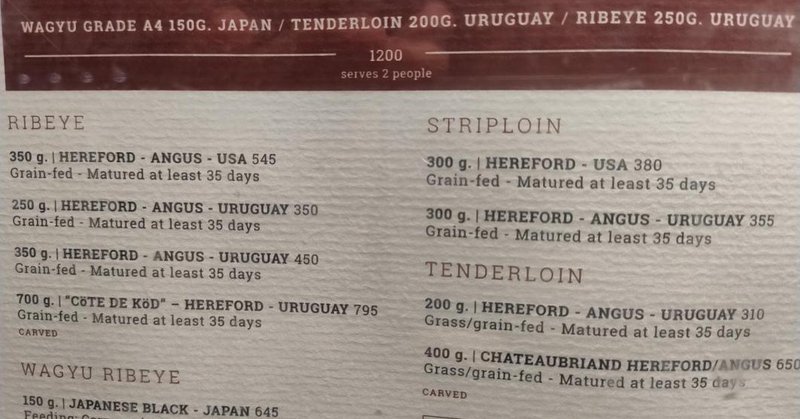 WAGYU GRADE A4 150G. JAPAN / TENDERLOIN 200G. URUGUAY / RIBEYE 250G. URUGUAY
1200
serves 2 people
RIBEYE
350 g. | HEREFORD - ANGUS - USA 545
Grain-fed - Matured at least 35 days
250 g. | HEREFORD - ANGUS - URUGUAY 350
Grain-fed - Matured at least 35 days
350 g. | HEREFORD - ANGUS - URUGUAY 450
Grain-fed - Matured at least 35 days
700 g. | "CöTE DE KöD" – HEREFORD - URUGUAY 795
Grain-fed - Matured at least 35 days
CARVED
WAGYU RIBEYE
150 g. | JAPANESE BLACK - JAPAN 645
Feeding:
STRIPLOIN
300 g. | HEREFORD - USA 380
Grain-fed - Matured at least 35 days
300 g. | HEREFORD - ANGUS - URUGUAY 355
Grain-fed - Matured at least 35 days
TENDERLOIN
200 g. | HEREFORD - ANGUS - URUGUAY 310
Grass/grain-fed - Matured at least 35 days
400 g. | CHATEAUBRIAND HEREFORD/ANGUS 650
Grass/grain-fed - Matured at least 35 days
CARVED